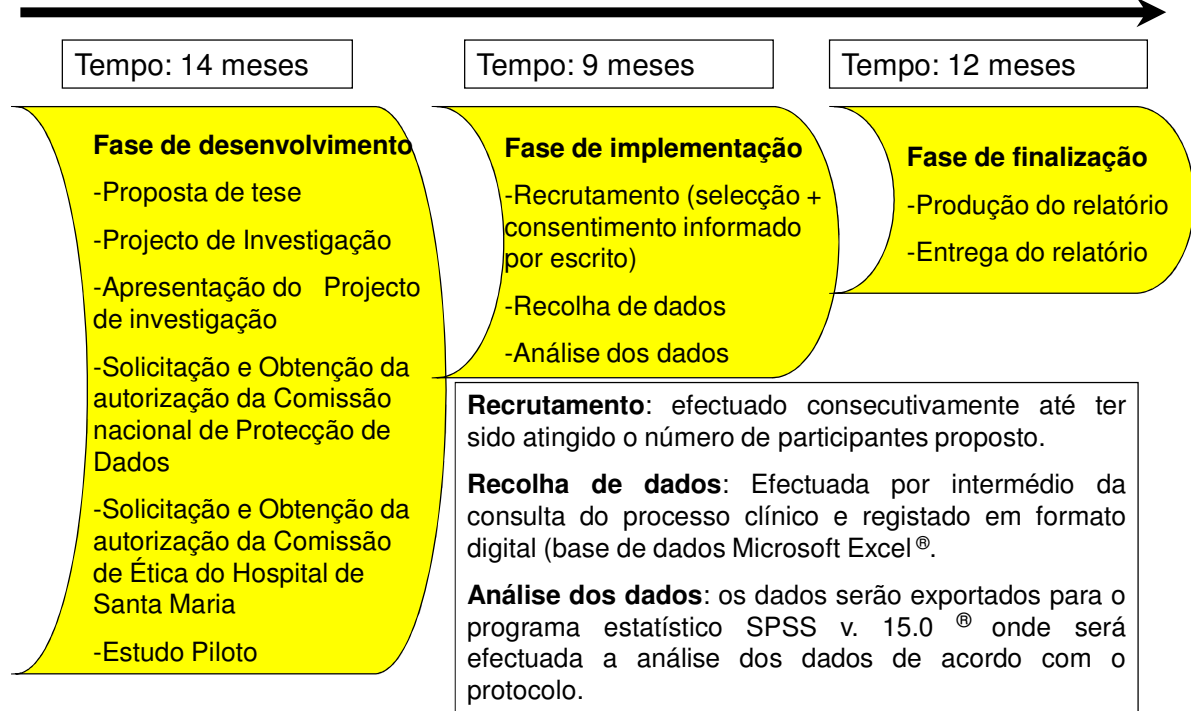 Tempo: 14 meses
Tempo: 9 meses
Tempo: 12 meses
Fase de desenvolvimento
-Proposta de tese
-Projecto de Investigação
-Apresentação do Projecto
de investigação
-Solicitação e Obtenção da
autorização da Comissão
nacional de Protecção de
Dados
-Solicitação e Obtenção da
autorização da Comissão
de Ética do Hospital de
Santa Maria
-Estudo Piloto
Fase de implementação
-Recrutamento (selecção +
consentimento informado
por escrito)
-Recolha de dados
-Análise dos dados
Fase de finalização
-Produção do relatório
-Entrega do relatório
Recrutamento: efectuado consecutivamente até ter
sido atingido o número de participantes proposto.
Recolha de dados: Efectuada por intermédio da
consulta do processo clínico e registado em formato
digital (base de dados Microsoft Excel ®.
Análise dos dados: os dados serão exportados para o
programa estatístico SPSS v. 15.0 ® onde será
efectuada a análise dos dados de acordo com o
protocolo.